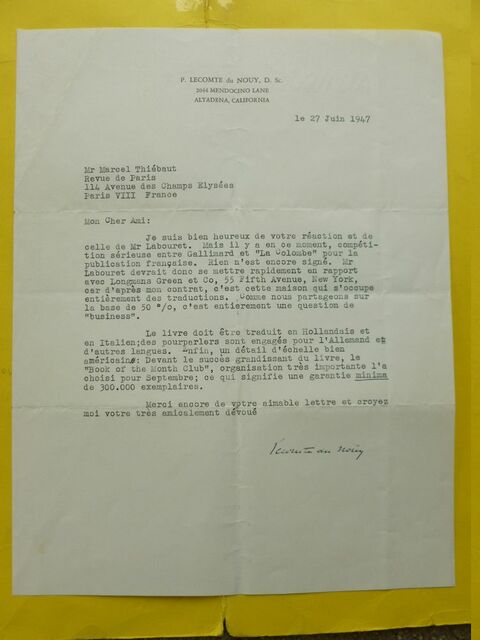 P. LECOMTE du NOUY, D. Sc.
2044 MENDOCINO LANE
ALTADENA, CALIFORNIA
le 27 Juin 1947
Mr Marcel Thiébaut
Revue de Paris
114 Avenue des Champs Elysées
Paris VIII France
Mon Cher Ami:
Je suis bien heureux de votre réaction et de
celle de Mr Labouret. Mais il y a en ce moment, compéti-
tion sérieuse entre Gallimard et "La Colombe" pour la
publication française. Rien n'est encore signé. Mr
Labouret devrait donc se mettre rapidement en rapport
avec Longmans Green et Co, 55 Fifth Avenue, New York,
car d'après mon contrat, c'est cette maison qui s'occupe
entièrement des traductions. Comme nous partageons sur
la base de 50 °/o, c'est entierement une question de
"business".
Le livre doit être traduit en Hollandais et
en Italien;des pourparlers sont engagés pour l'Allemand et
d'autres langues. Enfin, un détail d'échelle bien
américaine: Devant le succès grandissant du livre, le
"Book of the Month Club", organisation très importante l'a
choisi pour Septembre; ce qui signifie une garantie minima
de 300.000 exemplaires.
Merci encore de votre aimable lettre et croyez
moi votre très amicalement dévoué
Lecomte du Noüy